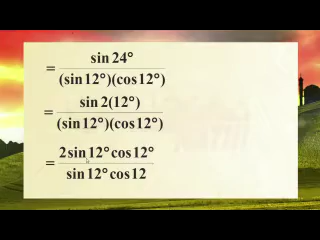 = sin 24° / (sin 12°)(cos 12°)
= sin 2(12°) / (sin 12°)(cos 12°)
= 2 sin 12° cos 12° / sin 12° cos 12